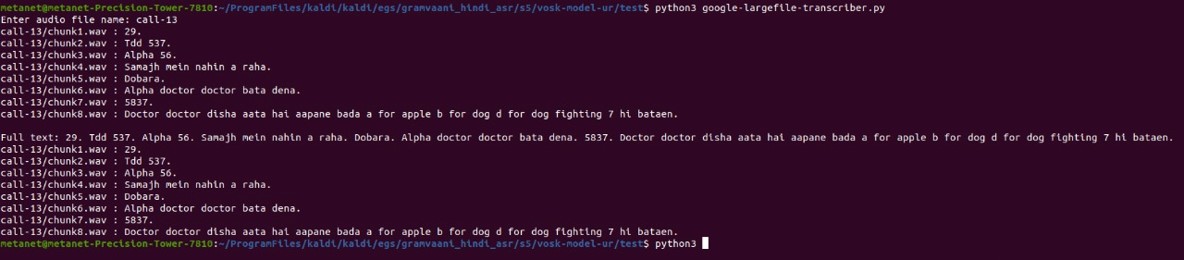 metanet@metanet-Precision-Tower-7810:~/ProgramFiles/kaldi/kaldi/egs/gramvaani_hindi_asr/s5/vosk-model-ur/test$ python3 google-largefile-transcriber.py
Enter audio file name: call-13
call-13/chunk1.wav : 29.
call-13/chunk2.wav : Tdd 537.
call-13/chunk3.wav : Alpha 56.
call-13/chunk4.wav : Samajh mein nahin a raha.
call-13/chunk5.wav : Dobara.
call-13/chunk6.wav : Alpha doctor doctor bata dena.
call-13/chunk7.wav : 5837.
call-13/chunk8.wav : Doctor doctor disha aata hai aapane bada a for apple b for dog d for dog fighting 7 hi bataen.
Full text: 29. Tdd 537. Alpha 56. Samajh mein nahin a raha. Dobara. Alpha doctor doctor bata dena. 5837. Doctor doctor disha aata hai aapane bada a for apple b for dog d for dog fighting 7 hi bataen.
call-13/chunk1.wav : 29.
call-13/chunk2.wav : Tdd 537.
call-13/chunk3.wav : Alpha 56.
call-13/chunk4.wav : Samajh mein nahin a raha.
call-13/chunk5.wav : Dobara.
call-13/chunk6.wav : Alpha doctor doctor bata dena.
call-13/chunk7.wav : 5837.
call-13/chunk8.wav : Doctor doctor disha aata hai aapane bada a for apple b for dog d for dog fighting 7 hi bataen.
metanet@metanet-Precision-Tower-7810:~/ProgramFiles/kaldi/kaldi/egs/gramvaani_hindi_asr/s5/vosk-model-ur/test$ python3